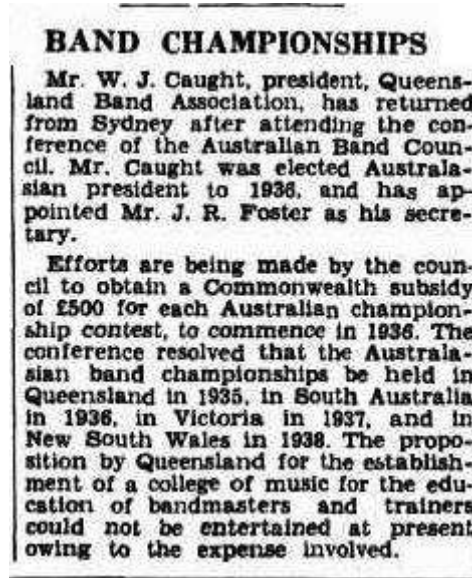 BAND CHAMPIONSHIPS
Mr. W. J. Caught, president, Queens-
land Band Association, has returned
from Sydney after attending the con-
ference of the Australian Band Coun-
cil. Mr. Caught was elected Australa-
sian president to 1936, and has ap-
pointed Mr. J. R. Foster as his secre-
tary.
Efforts are being made by the coun-
cil to obtain a Commonwealth subsidy
of £500 for each Australian champion-
ship contest, to commence in 1936. The
conference resolved that the Australa-
sian band championships be held in
Queensland in 1935, in South Australia
in 1936, in Victoria in 1937, and in
New South Wales in 1938. The propo-
sition by Queensland for the establish-
ment of a college of music for the edu-
cation of bandmasters and trainers
could not be entertained at present
owing to the expense involved.